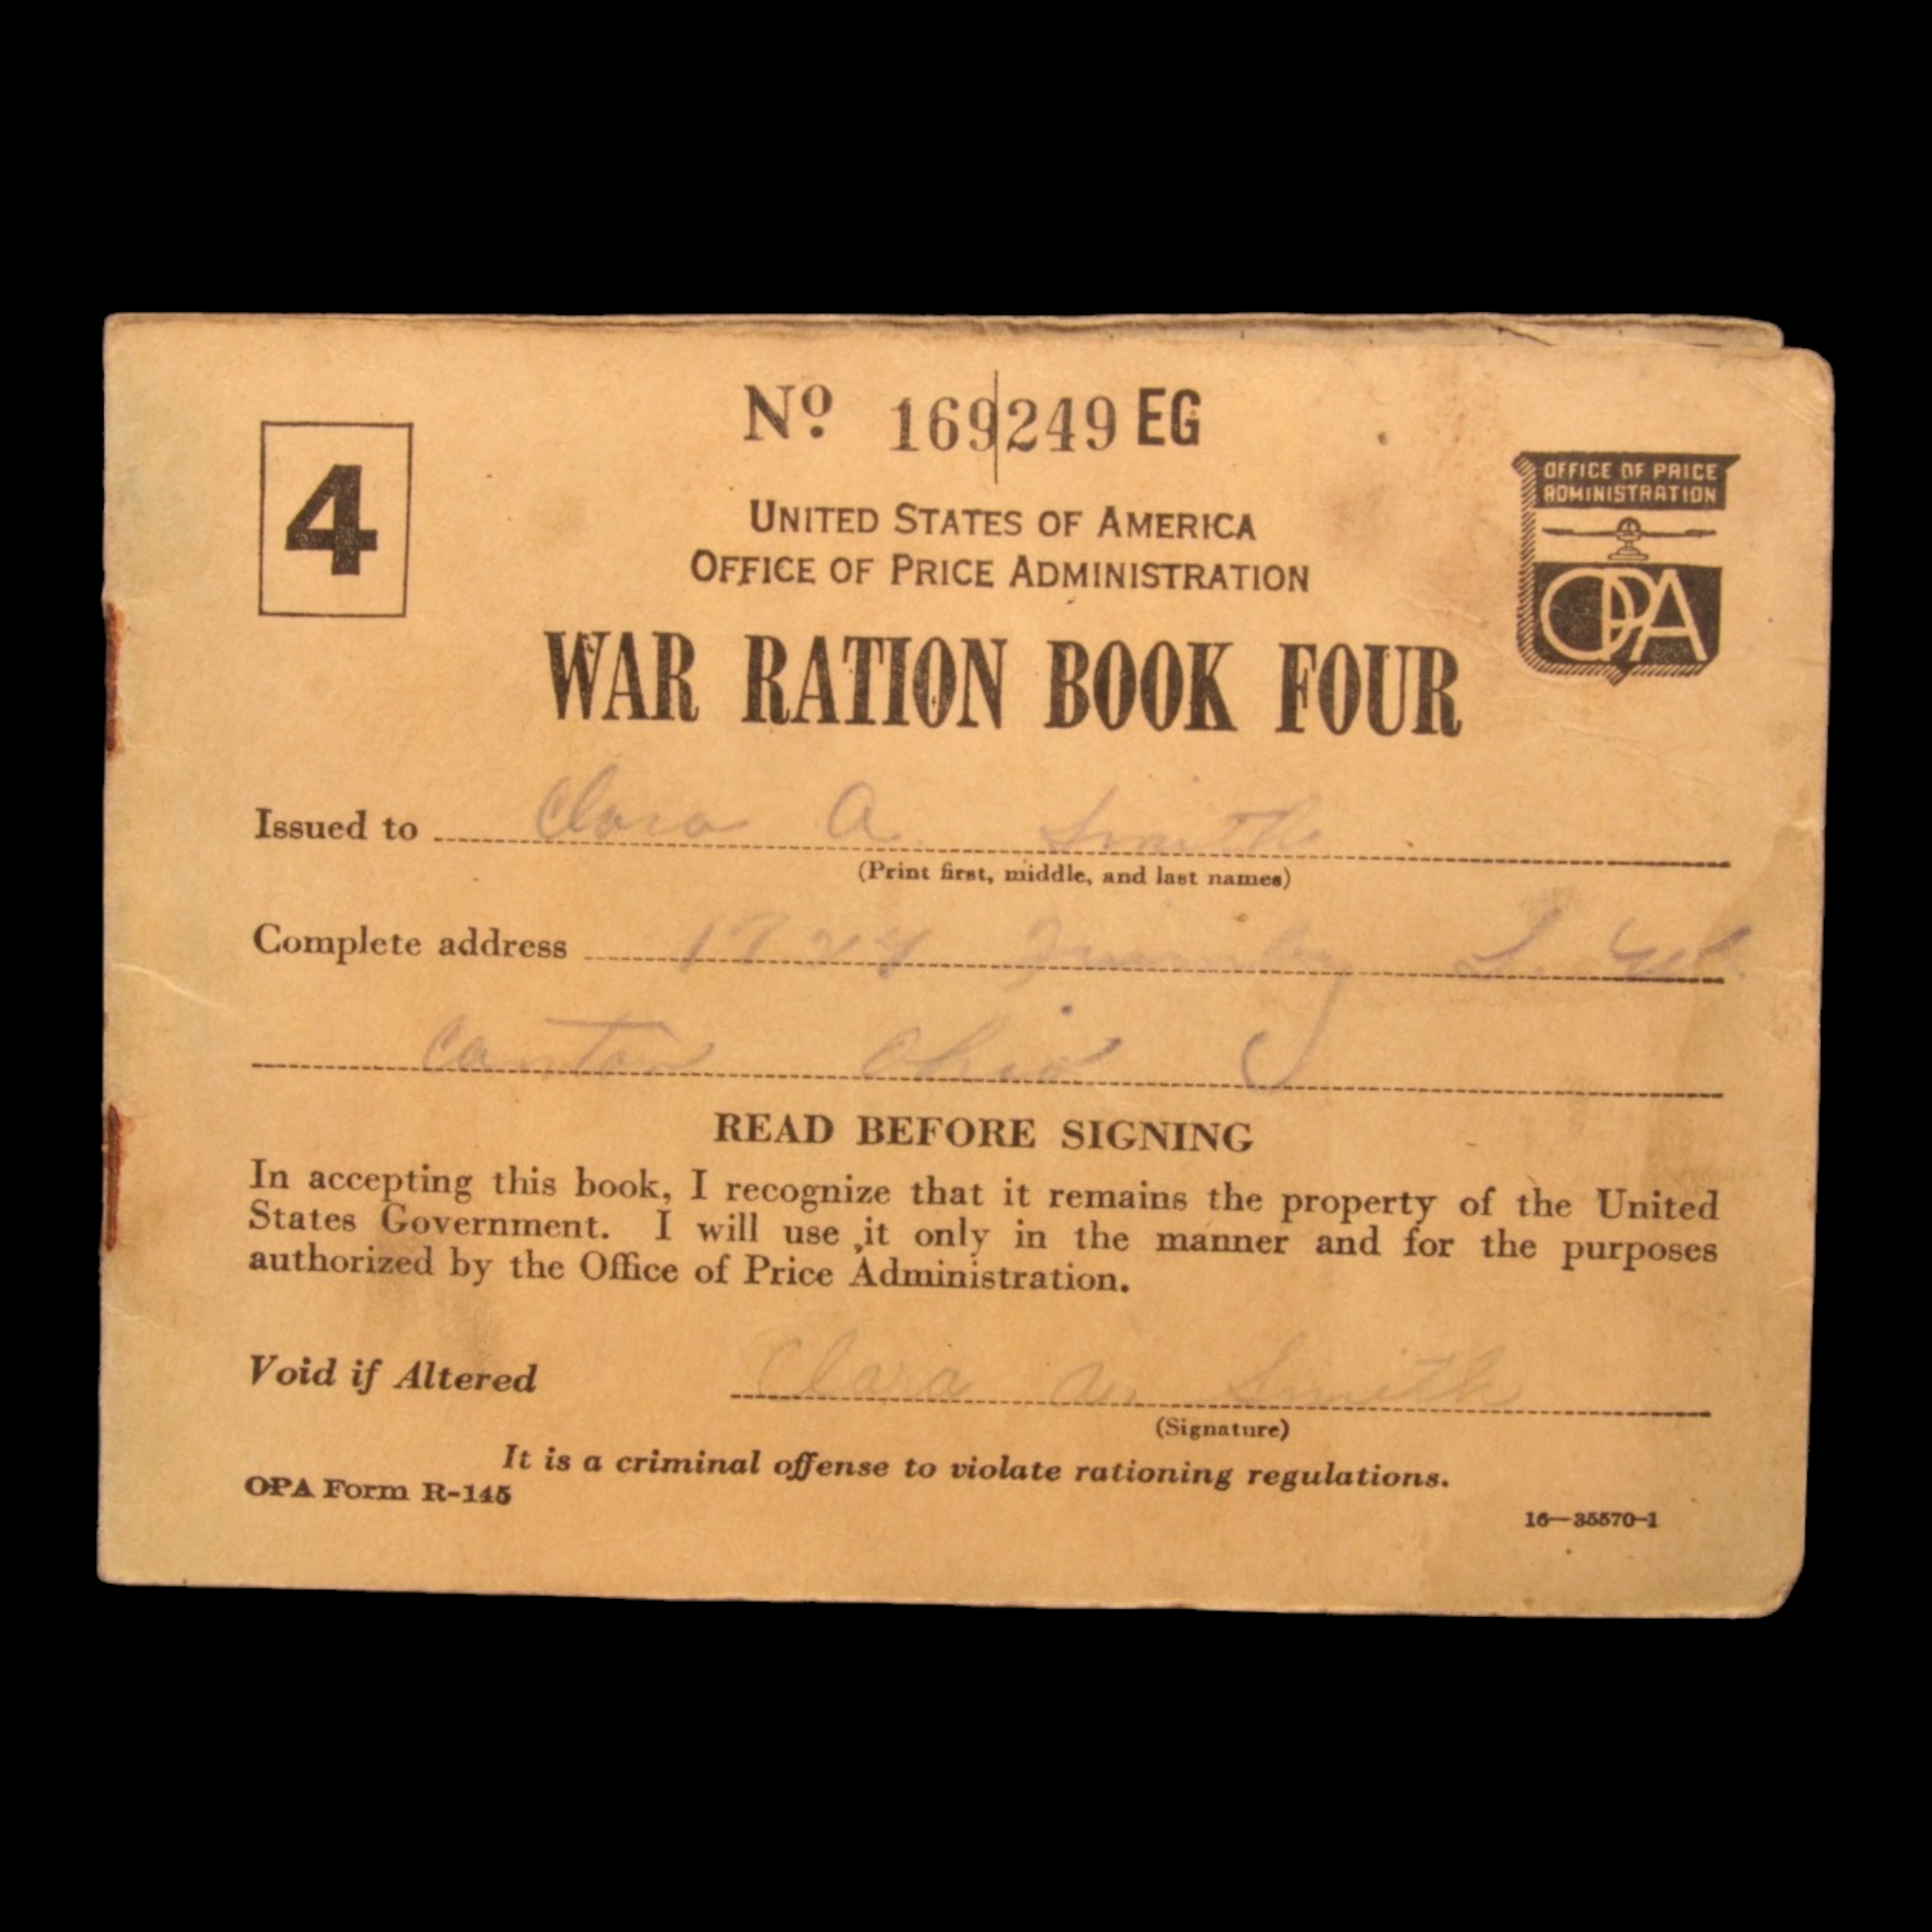 Nº 169249 EG
4
OFFICE OF PRICE
ADMINISTRATION
OPA
UNITED STATES OF AMERICA
OFFICE OF PRICE ADMINISTRATION
WAR RATION BOOK FOUR
Issued to Clara A. Smith
(Print first, middle, and last names)
Complete address 1724
Canton Ohio
READ BEFORE SIGNING
In accepting this book, I recognize that it remains the property of the United
States Government. I will use it only in the manner and for the purposes
authorized by the Office of Price Administration.
Void if Altered Clara A. Smith
(Signature)
It is a criminal offense to violate rationing regulations.
OPA Form R-145
16—35570-1